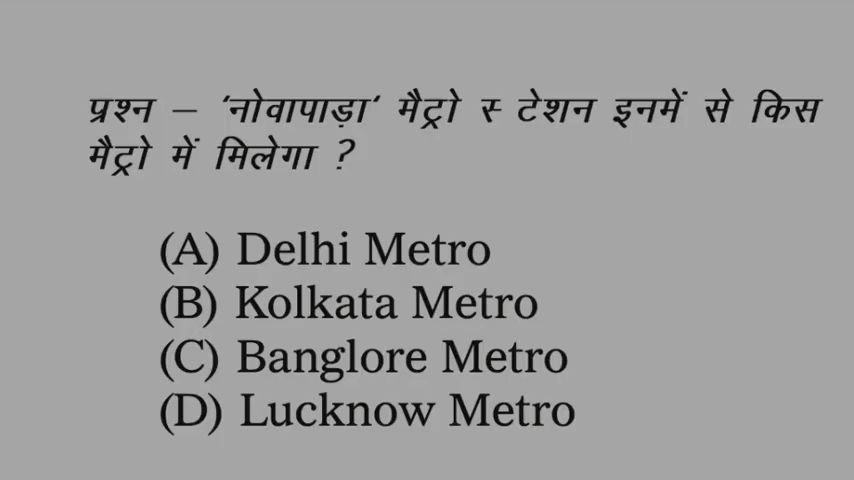 प्रश्न – ‘नोवापाड़ा‘ मैट्रो स्टेशन इनमें से किस
मैट्रो में मिलेगा ?
(A) Delhi Metro
(B) Kolkata Metro
(C) Banglore Metro
(D) Lucknow Metro